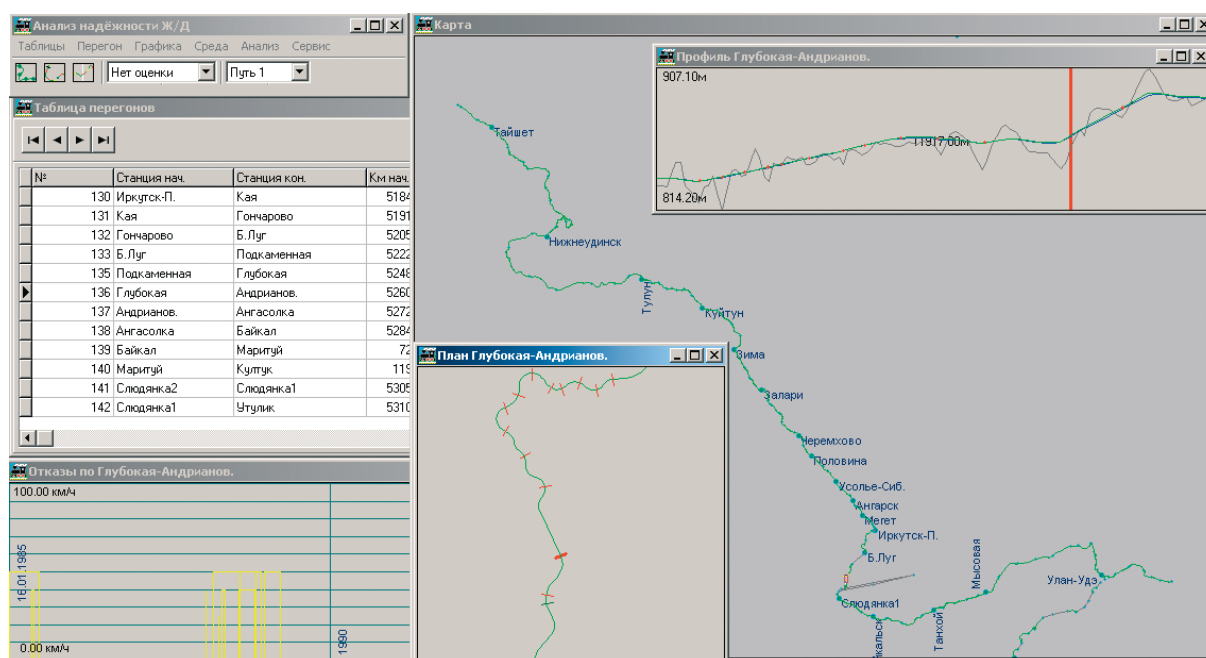 Анализ надёжности Ж/Д
Таблицы Перегон Графика Среда Анализ Сервис
Нет оценки Путь 1
Таблица перегонов
№ Станция нач. Станция кон. Км нач.
130 Иркутск-П. Кая 5184
131 Кая Гончарово 5191
132 Гончарово Б.Луг 5205
133 Б.Луг Подкаменная 5222
135 Подкаменная Глубокая 5248
136 Глубокая Андрианов. 5260
137 Андрианов. Ангасолка 5272
138 Ангасолка Байкал 5284
139 Байкал Маритуй 72
140 Маритуй Култук 119
141 Слюдянка2 Слюдянка1 5305
142 Слюдянка1 Утулик 5310
Отказы по Глубокая-Андрианов.
100.00 км/ч
16.01.1985
1990
0.00 км/ч
Карта
Профиль Глубокая-Андрианов.
907.10м
11917.00м
814.20м
Тайшет
Нижнеудинск
Тулун
Куйтун
Зима
Залари
Черемхово
Половина
Усолье-Сиб.
Ангарск
Мегет
Иркутск-П.
Б.Луг
Слюдянка1
йкальск
Танхой
Мысовая
Улан-Удэ
План Глубокая-Андрианов.